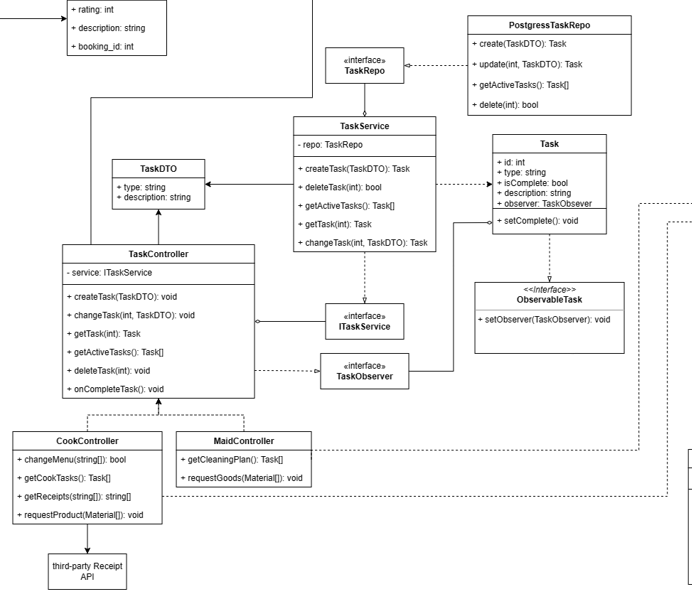 + rating: int
+ description: string
+ booking_id: int
«interface»
TaskRepo
PostgressTaskRepo
+ create(TaskDTO): Task
+ update(int, TaskDTO): Task
+ getActiveTasks(): Task[]
+ delete(int): bool
TaskService
- repo: TaskRepo
+ createTask(TaskDTO): Task
+ deleteTask(int): bool
+ getActiveTasks(): Task[]
+ getTask(int): Task
+ changeTask(int, TaskDTO): Task
Task
+ id: int
+ type: string
+ isComplete: bool
+ description: string
+ observer: TaskObsever
+ setComplete(): void
TaskDTO
+ type: string
+ description: string
TaskController
- service: ITaskService
+ createTask(TaskDTO): void
+ changeTask(int, TaskDTO): void
+ getTask(int): Task
+ getActiveTasks(): Task[]
+ deleteTask(int): void
+ onCompleteTask(): void
<<Interface>>
ObservableTask
+ setObserver(TaskObserver): void
«interface»
ITaskService
«interface»
TaskObserver
CookController
+ changeMenu(string[]): bool
+ getCookTasks(): Task[]
+ getReceipts(string[]): string[]
+ requestProduct(Material[]): void
MaidController
+ getCleaningPlan(): Task[]
+ requestGoods(Material[]): void
third-party Receipt
API